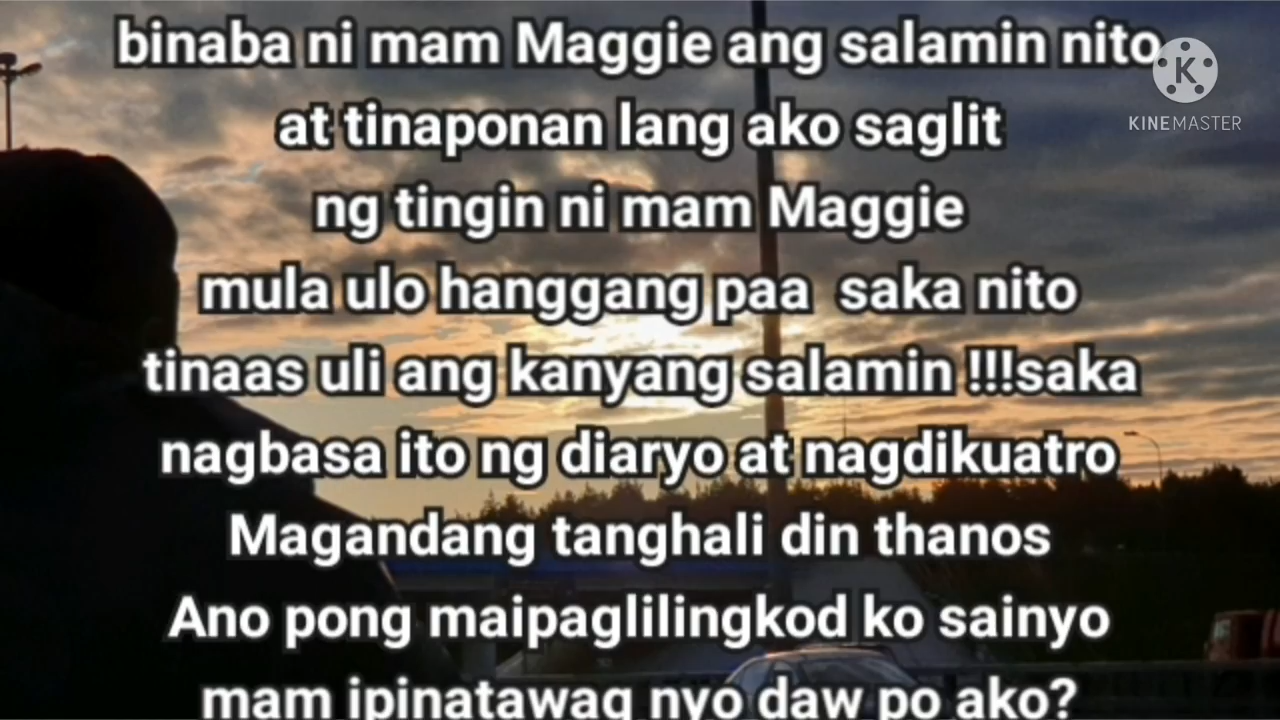 binaba ni mam Maggie ang salamin nito
at tinaponan lang ako saglit
ng tingin ni mam Maggie
mula ulo hanggang paa saka nito
tinaas uli ang kanyang salamin !!!saka
nagbasa ito ng diaryo at nagdikuatro
Magandang tanghali din thanos
Ano pong maipaglilingkod ko sainyo
mam ipinatawag nyo daw po ako?
K
KINEMASTER